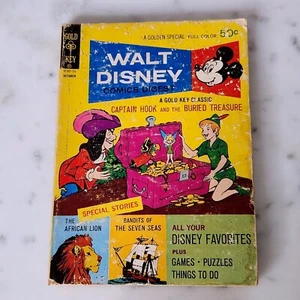 GOLD
KEY
A GOLDEN SPECIAL • FULL COLOR
50¢
WALT
DISNEY
COMICS DIGEST
A GOLD KEY CLASSIC
CAPTAIN HOOK AND THE BURIED TREASURE
SPECIAL STORIES
THE
AFRICAN LION
BANDITS OF
THE SEVEN SEAS
ALL YOUR
DISNEY FAVORITES
PLUS
GAMES • PUZZLES
THINGS TO DO